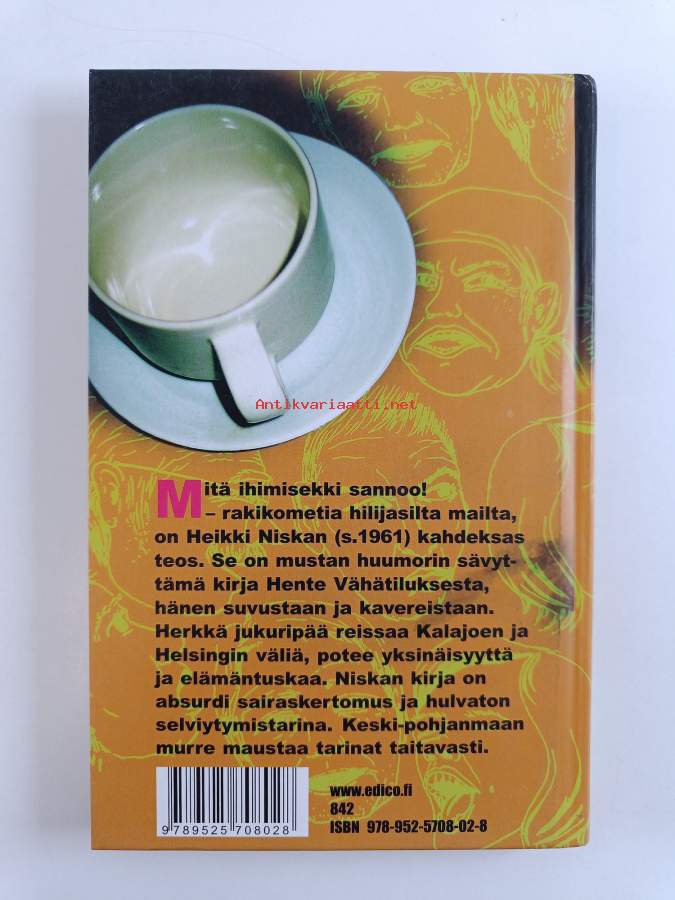 Antikvariaatti.net
Mitä ihimisekki sannoo!
– rakikometia hilijasilta mailta,
on Heikki Niskan (s.1961) kahdeksas
teos. Se on mustan huumorin sävyt-
tämä kirja Hente Vähätiluksesta,
hänen suvustaan ja kavereistaan.
Herkkä jukuripää reissaa Kalajoen ja
Helsingin väliä, potee yksinäisyyttä
ja elämäntuskaa. Niskan kirja on
absurdi sairaskertomus ja hulvaton
selviytymistarina. Keski-pohjanmaan
murre maustaa tarinat taitavasti.
9 789525 708028
www.edico.fi
842
ISBN 978-952-5708-02-8